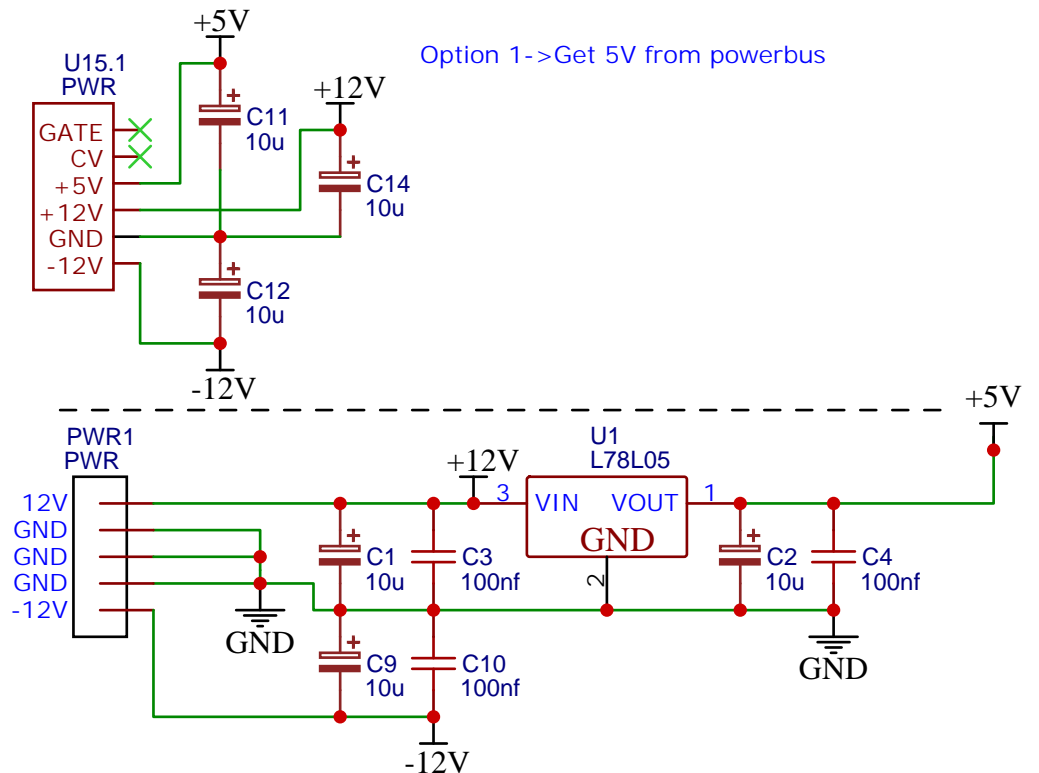 +5V
Option 1->Get 5V from powerbus
U15.1
PWR
+12V
GATE
CV
+5V
+12V
GND
-12V
+
C11
10u
+
C14
10u
+
C12
10u
-12V
+5V
PWR1
PWR
U1
L78L05
+12V
12V
GND
GND
GND
-12V
3
VIN
VOUT
1
GND
2
+
C1
10u
C3
100nf
+
C2
10u
C4
100nf
GND
GND
+
C9
10u
C10
100nf
-12V